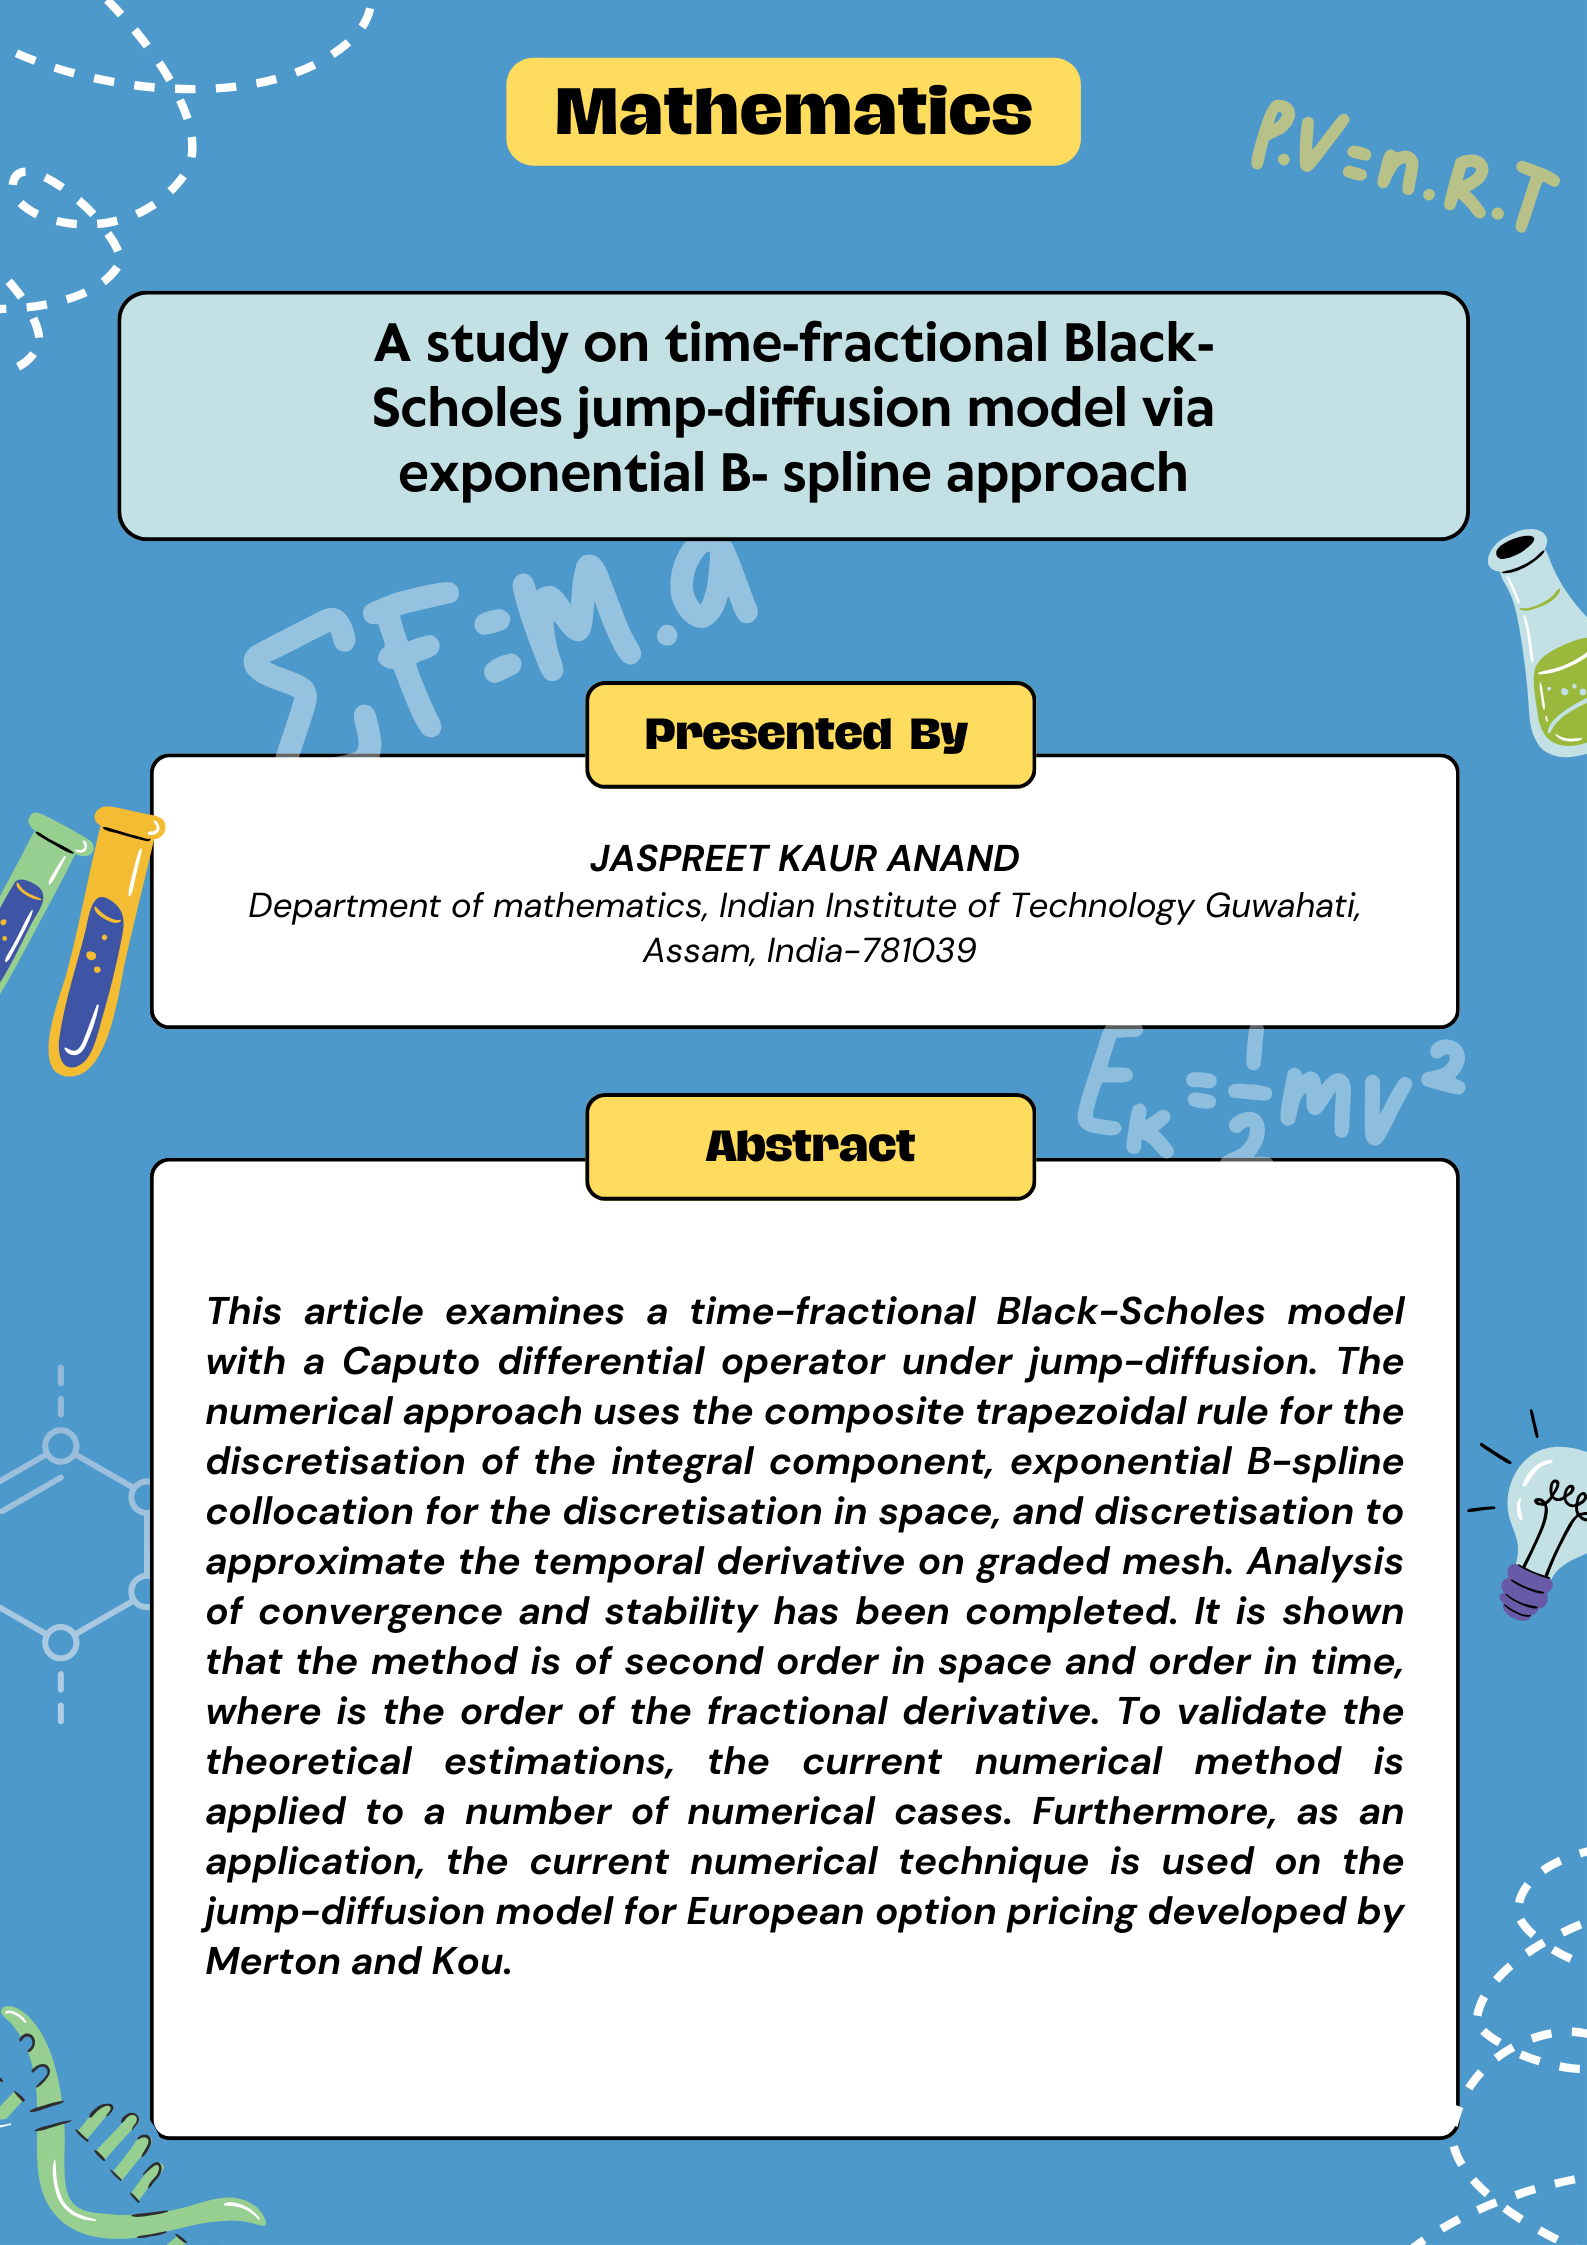 Mathematics
P.V=n.R.T
A study on time-fractional Black-
Scholes jump-diffusion model via
exponential B- spline approach
ΣF=M.a
Presented By
JASPREET KAUR ANAND
Department of mathematics, Indian Institute of Technology Guwahati,
Assam, India-781039
Eₖ=1/2mv²
Abstract
This article examines a time-fractional Black-Scholes model
with a Caputo differential operator under jump-diffusion. The
numerical approach uses the composite trapezoidal rule for the
discretisation of the integral component, exponential B-spline
collocation for the discretisation in space, and discretisation to
approximate the temporal derivative on graded mesh. Analysis
of convergence and stability has been completed. It is shown
that the method is of second order in space and order in time,
where is the order of the fractional derivative. To validate the
theoretical estimations, the current numerical method is
applied to a number of numerical cases. Furthermore, as an
application, the current numerical technique is used on the
jump-diffusion model for European option pricing developed by
Merton and Kou.